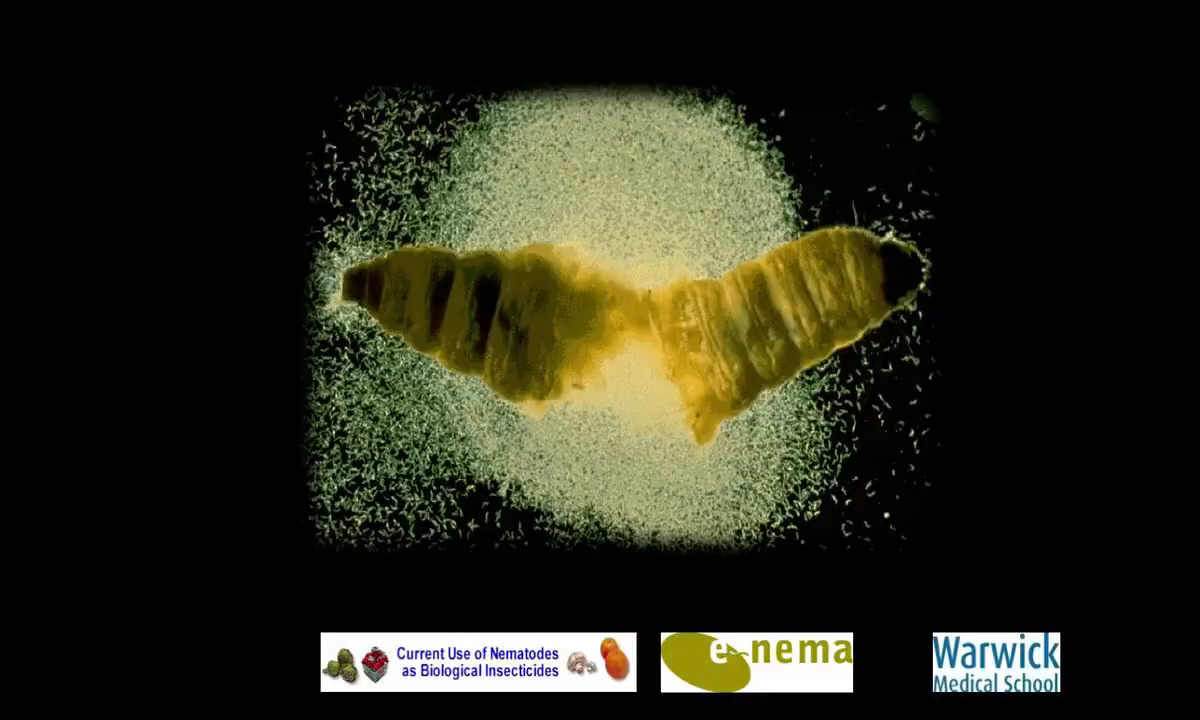 Current Use of Nematodes
as Biological Insecticides
e-nema
Warwick
Medical School